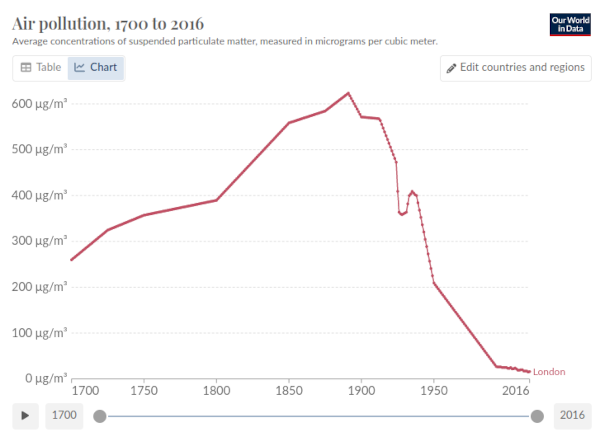 Air pollution, 1700 to 2016
Our World
in Data
Average concentrations of suspended particulate matter, measured in micrograms per cubic meter.
Table
Chart
Edit countries and regions
600 µg/m³
500 µg/m³
400 µg/m³
300 µg/m³
200 µg/m³
100 µg/m³
0 µg/m³
London
1700 1750 1800 1850 1900 1950 2016
1700 2016